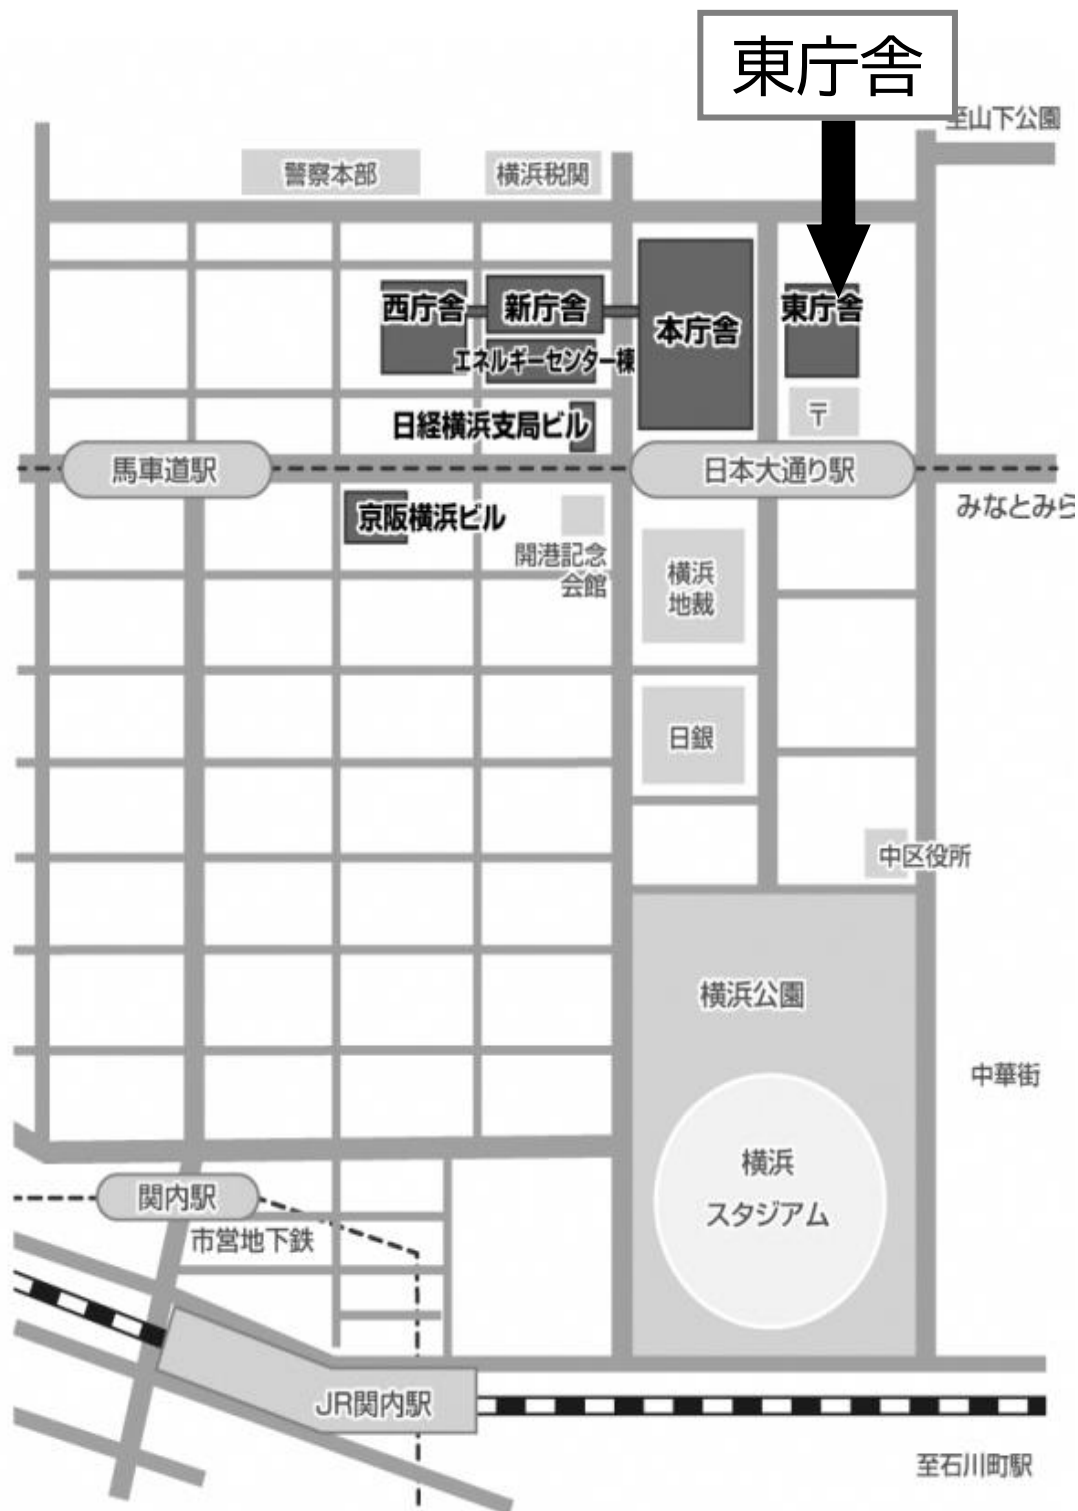 東庁舎
至山下公園
警察本部
横浜税関
西庁舎
新庁舎
本庁舎
東庁舎
エネルギーセンター棟
日経横浜支局ビル
〒
馬車道駅
日本大通り駅
みなとみら
京阪横浜ビル
開港記念
会館
横浜
地裁
日銀
中区役所
横浜公園
中華街
横浜
スタジアム
関内駅
市営地下鉄
JR関内駅
至石川町駅